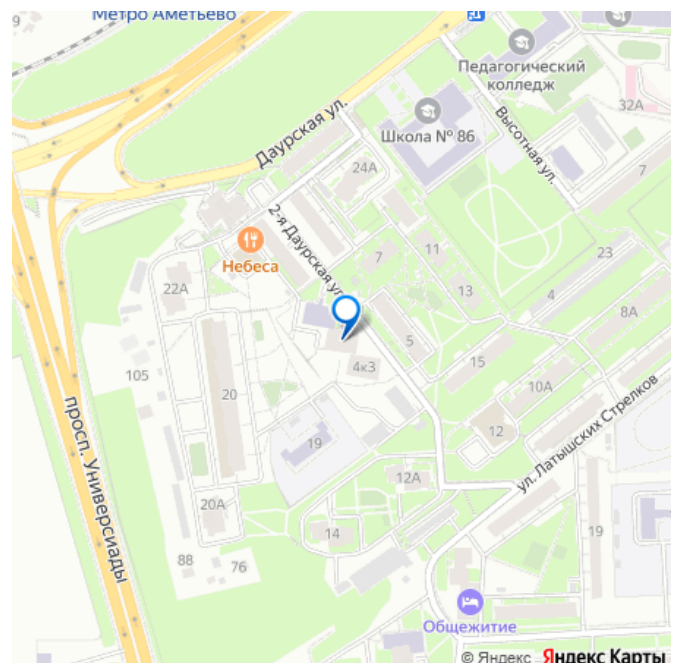 Метро Аметьево
9
Педагогический
колледж
32А
Даурская ул.
Школа № 86
Высотная ул.
24А
7
2-я Даурская ул.
Небеса
11
7
23
22А
13
4
8А
5
105
15
4к3
10А
20
ул. Латышских Стрелков
просп. Универсиады
12
19
12А
20А
14
19
88
76
Общежитие
© Яндекс Яндекс Карты